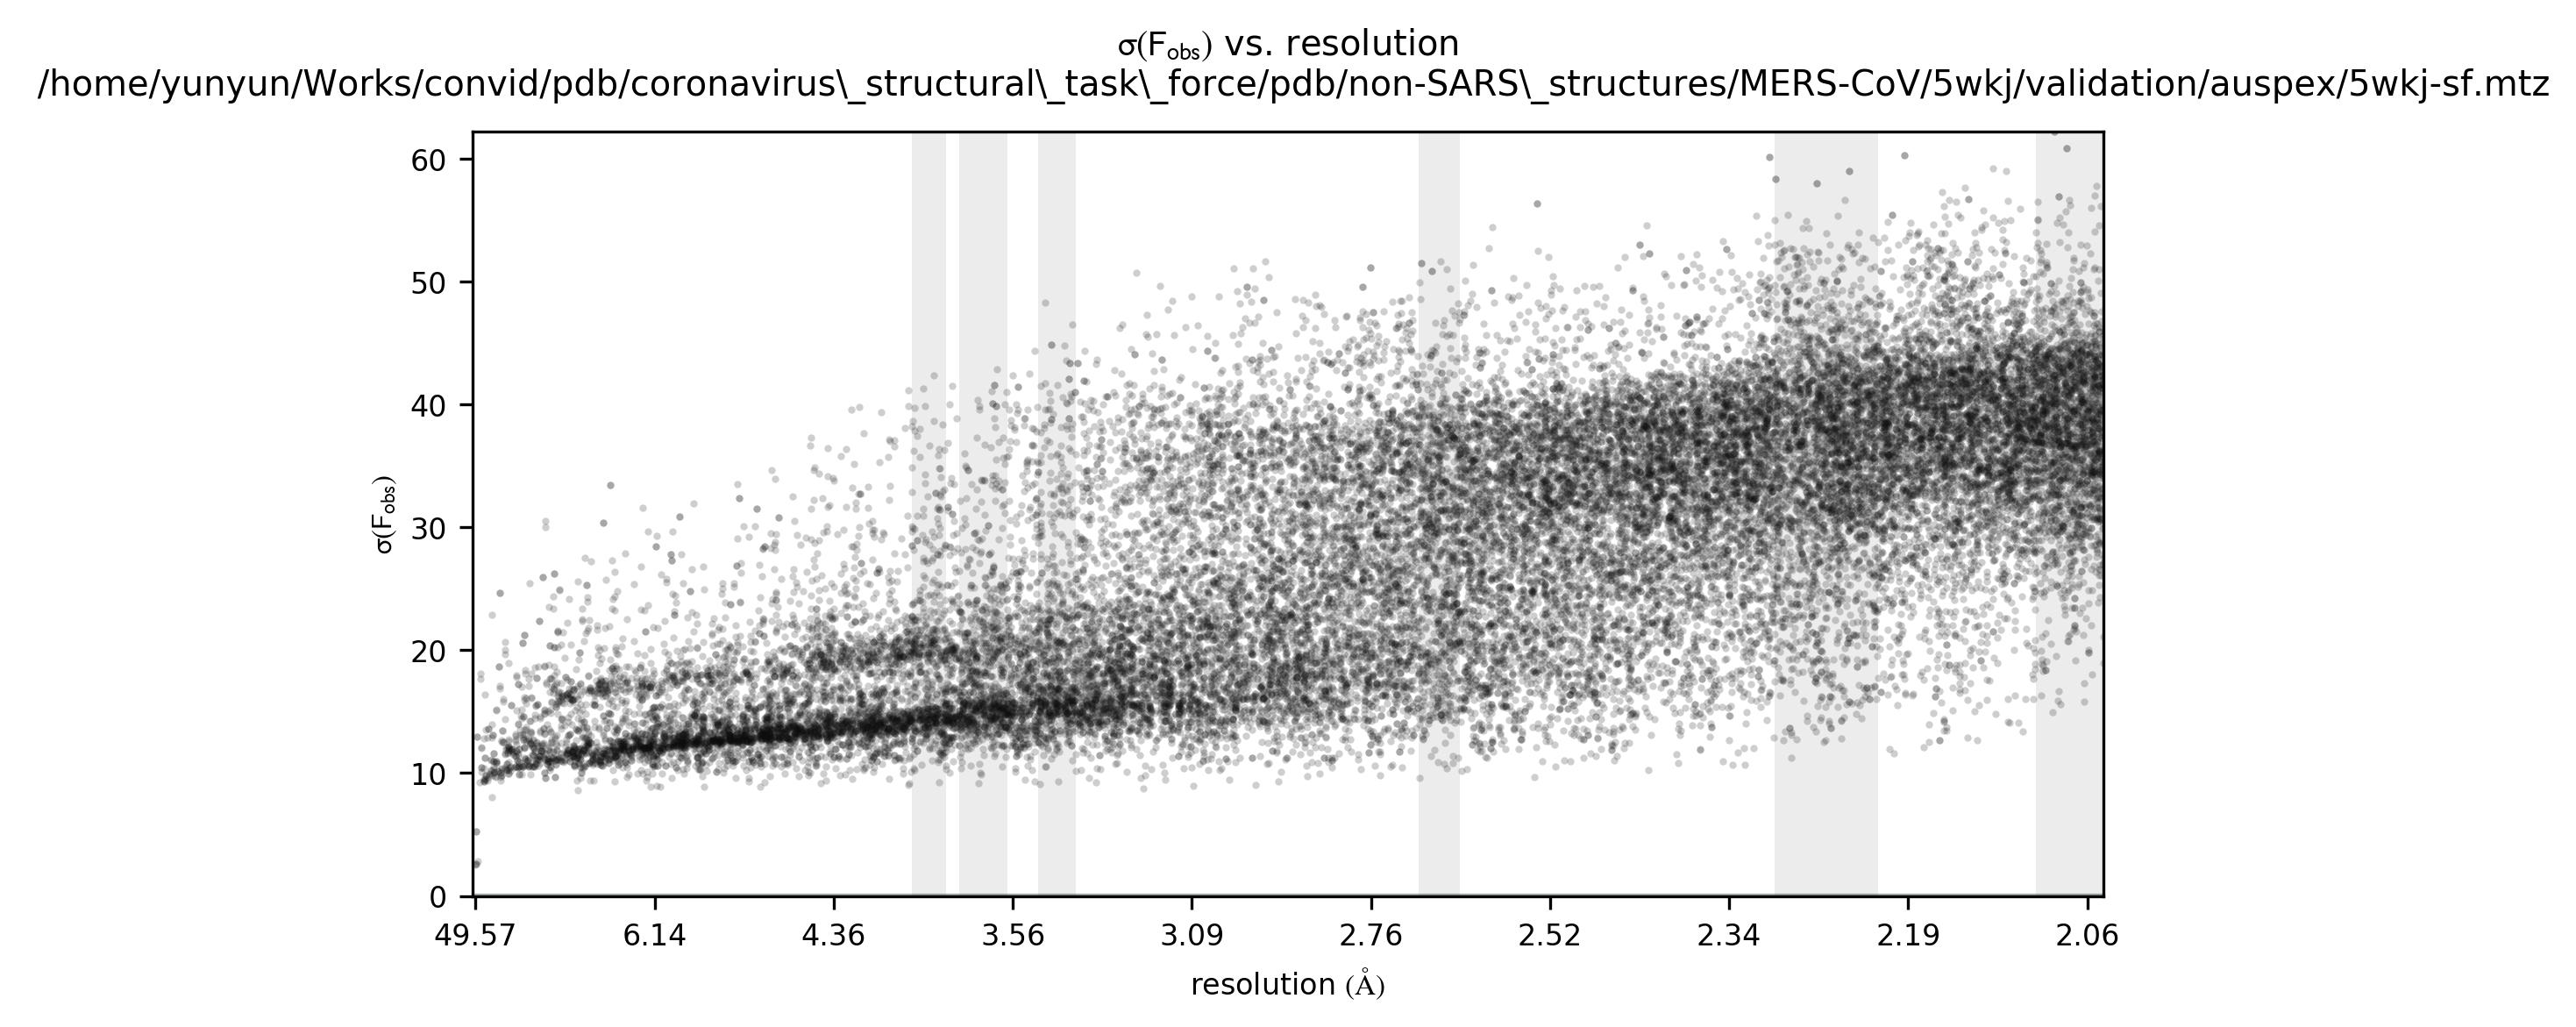 σ(Fobs) vs. resolution
/home/yunyun/Works/convid/pdb/coronavirus\_structural\_task\_force/pdb/non-SARS\_structures/MERS-CoV/5wkj/validation/auspex/5wkj-sf.mtz
60
50
40
30
20
10
0
σ(Fobs)
49.57 6.14 4.36 3.56 3.09 2.76 2.52 2.34 2.19 2.06
resolution (Å)